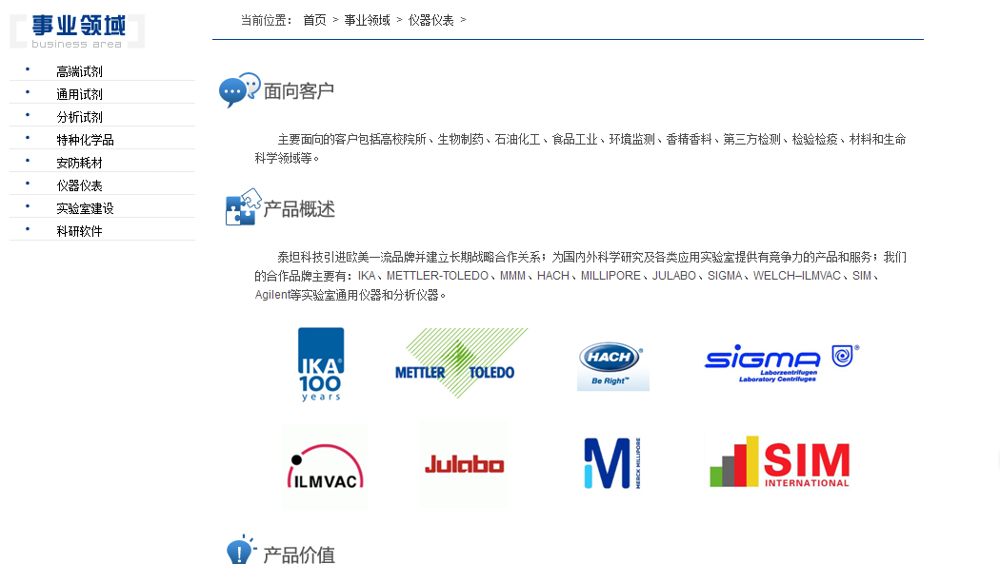 事业领域
business area
高端试剂
通用试剂
分析试剂
特种化学品
安防耗材
仪器仪表
实验室建设
科研软件
当前位置： 首页 > 事业领域 > 仪器仪表 >
面向客户
主要面向的客户包括高校院所、生物制药、石油化工、食品工业、环境监测、香精香料、第三方检测、检验检疫、材料和生命
科学领域等。
产品概述
泰坦科技引进欧美一流品牌并建立长期战略合作关系；为国内外科学研究及各类应用实验室提供有竞争力的产品和服务；我们
的合作品牌主要有：IKA、METTLER-TOLEDO、MMM、HACH、MILLIPORE、JULABO、SIGMA、WELCH–ILMVAC、SIM、
Agilent等实验室通用仪器和分析仪器。
IKA®
100
years
METTLER TOLEDO
HACH®
Be Right™
sigma ®
Laborzentrifugen
Laboratory Centrifuges
ILMVAC
Julabo
M
MERCK MILLIPORE
SIM
INTERNATIONAL
产品价值